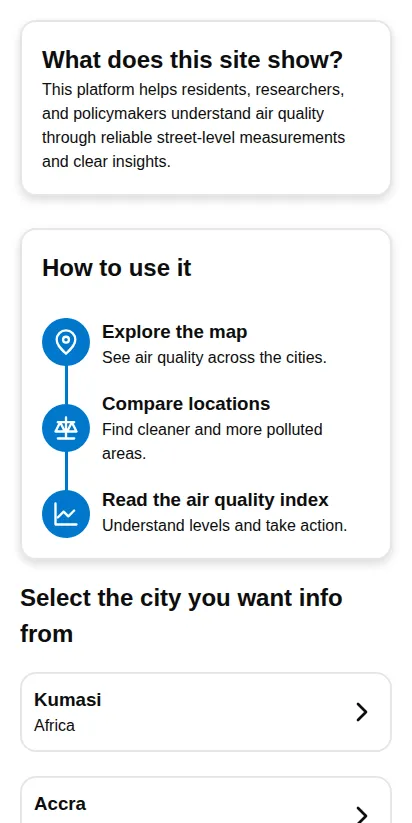 What does this site show?
This platform helps residents, researchers,
and policymakers understand air quality
through reliable street-level measurements
and clear insights.
How to use it
Explore the map
See air quality across the cities.
Compare locations
Find cleaner and more polluted
areas.
Read the air quality index
Understand levels and take action.
Select the city you want info
from
Kumasi
Africa
Accra